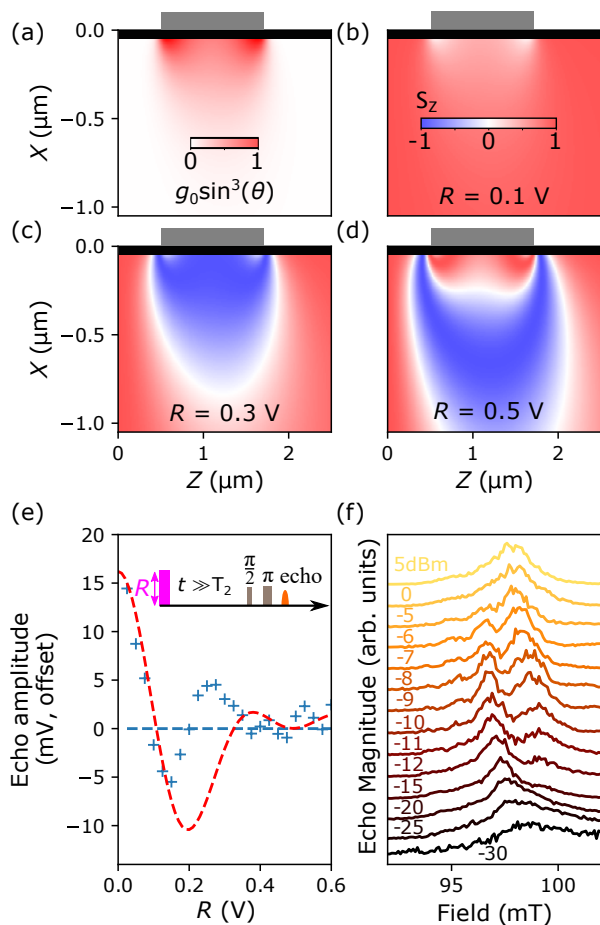 (a)
(b)
0.0
−0.5
−1.0
X (μm)
0 1
g₀sin³(θ)
S_Z
-1 0 1
R = 0.1 V
(c)
(d)
0.0
−0.5
−1.0
X (μm)
R = 0.3 V
R = 0.5 V
0 1 2
0 1 2
Z (μm)
Z (μm)
(e)
(f)
20
15
10
5
0
−5
−10
Echo amplitude
(mV, offset)
R
t ≫T₂
π/2 π echo
0.0 0.2 0.4 0.6
R (V)
Echo Magnitude (arb. units)
5dBm
0
-5
-6
-7
-8
-9
-10
-11
-12
-15
-20
-25
-30
95 100
Field (mT)